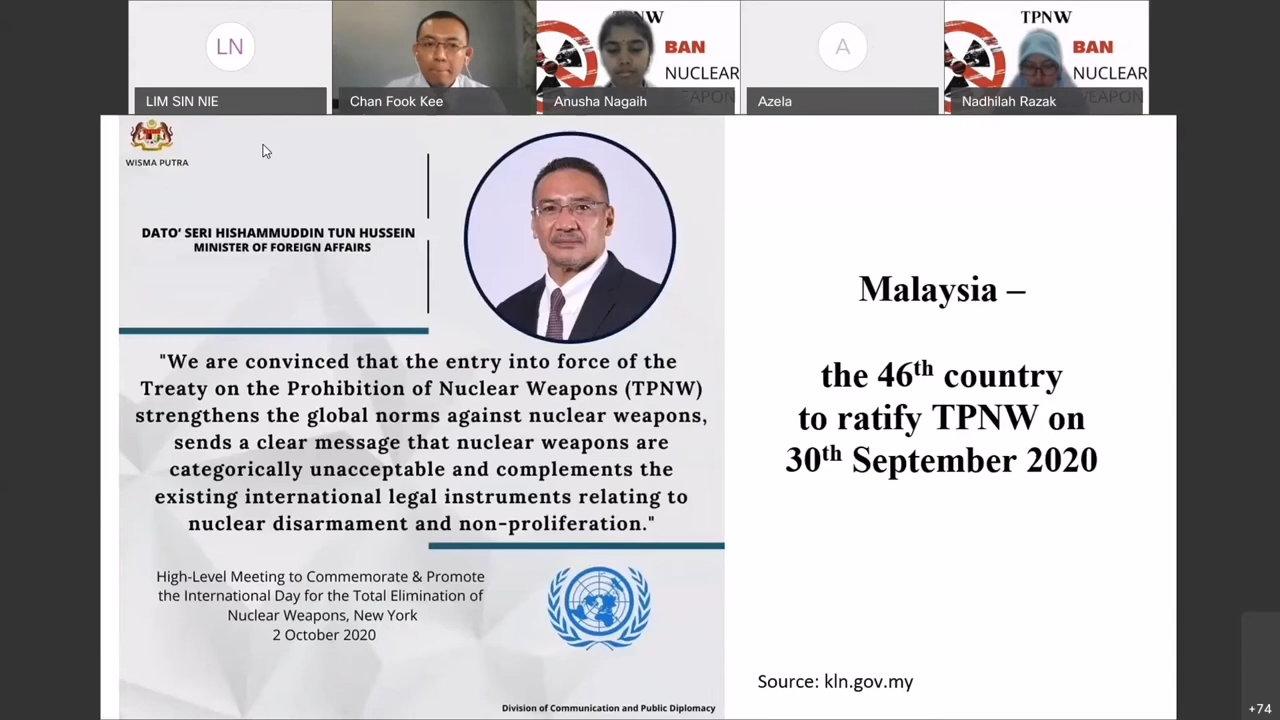 LN
LIM SIN NIE
Chan Fook Kee
TPNW
BAN
NUCLEAR
Anusha Nagaih
A
Azela
TPNW
BAN
NUCLEAR
WEAPON
Nadhilah Razak
WISMA PUTRA
DATO' SERI HISHAMMUDDIN TUN HUSSEIN
MINISTER OF FOREIGN AFFAIRS
"We are convinced that the entry into force of the
Treaty on the Prohibition of Nuclear Weapons (TPNW)
strengthens the global norms against nuclear weapons,
sends a clear message that nuclear weapons are
categorically unacceptable and complements the
existing international legal instruments relating to
nuclear disarmament and non-proliferation."
High-Level Meeting to Commemorate & Promote
the International Day for the Total Elimination of
Nuclear Weapons, New York
2 October 2020
Division of Communication and Public Diplomacy
Malaysia –
the 46th country
to ratify TPNW on
30th September 2020
Source: kln.gov.my
+74